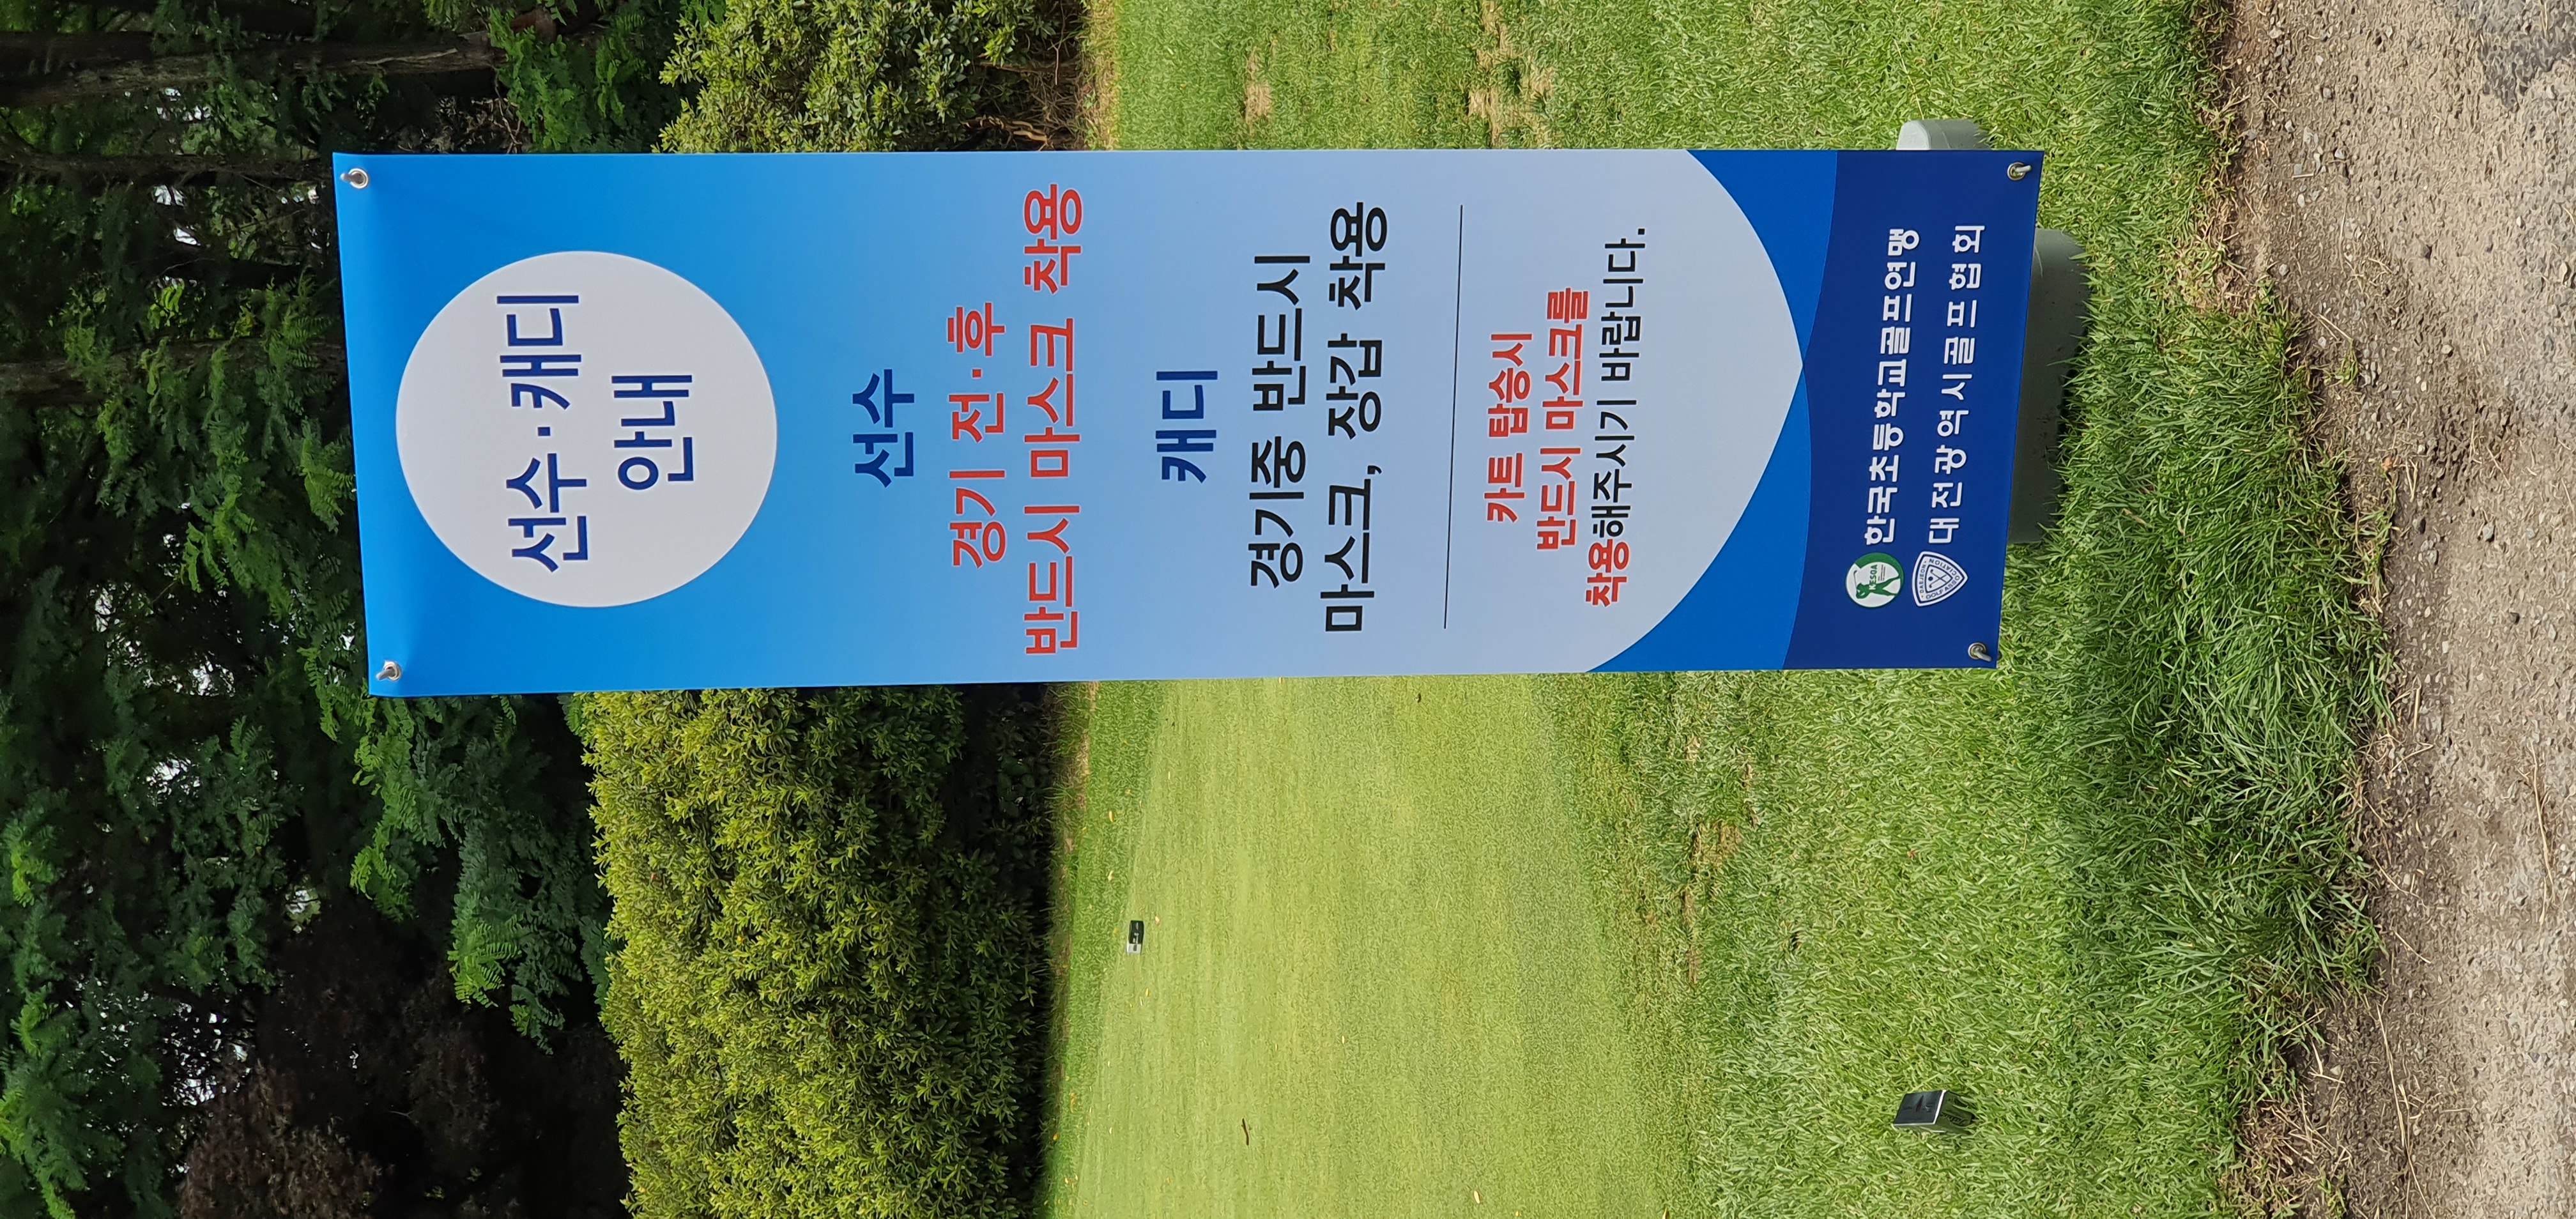 선수·캐디
안내
선수
경기 전·후
반드시 마스크 착용
캐디
경기중 반드시
마스크, 장갑 착용
카트 탑승시
반드시 마스크를
착용해주시기 바랍니다.
KESGA
한국초등학교골프연맹
대전광역시골프협회